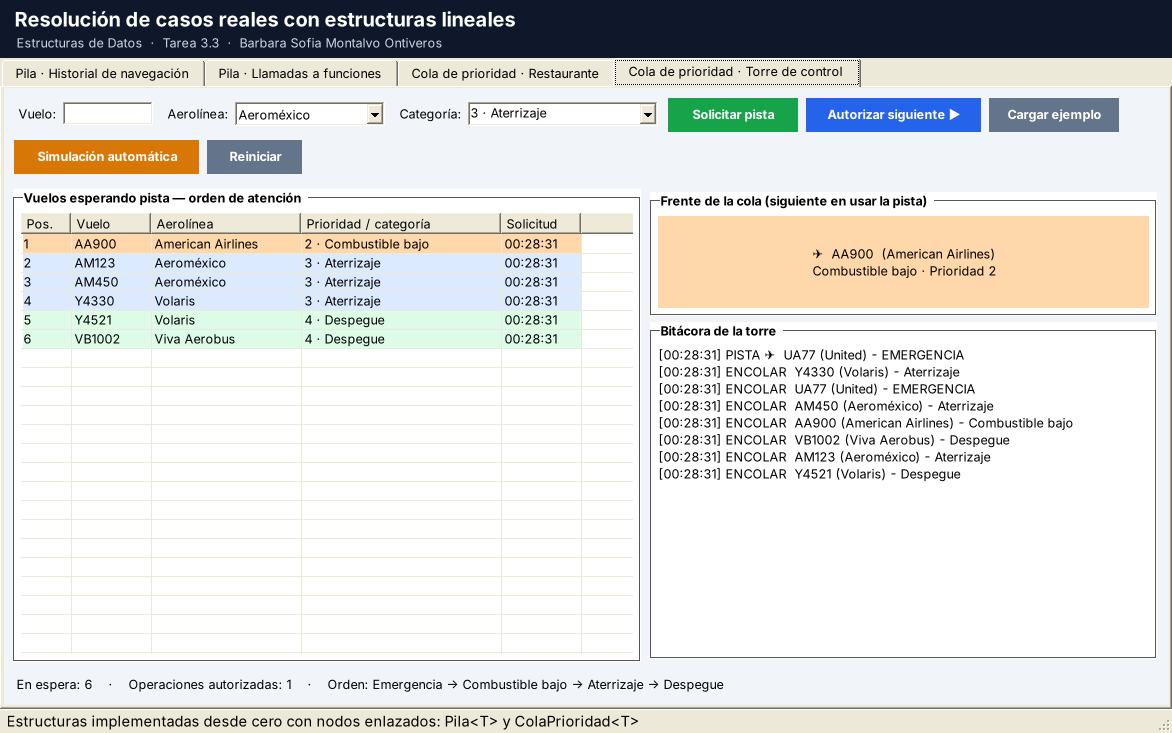 Resolución de casos reales con estructuras lineales
Estructuras de Datos · Tarea 3.3 · Barbara Sofia Montalvo Ontiveros
Pila · Historial de navegación Pila · Llamadas a funciones Cola de prioridad · Restaurante Cola de prioridad · Torre de control
Vuelo: Aerolínea: Aeroméxico Categoría: 3 · Aterrizaje Solicitar pista Autorizar siguiente ▶ Cargar ejemplo
Simulación automática Reiniciar
Vuelos esperando pista — orden de atención
Pos. Vuelo Aerolínea Prioridad / categoría Solicitud
1 AA900 American Airlines 2 · Combustible bajo 00:28:31
2 AM123 Aeroméxico 3 · Aterrizaje 00:28:31
3 AM450 Aeroméxico 3 · Aterrizaje 00:28:31
4 Y4330 Volaris 3 · Aterrizaje 00:28:31
5 Y4521 Volaris 4 · Despegue 00:28:31
6 VB1002 Viva Aerobus 4 · Despegue 00:28:31
Frente de la cola (siguiente en usar la pista)
✈ AA900 (American Airlines)
Combustible bajo · Prioridad 2
Bitácora de la torre
[00:28:31] PISTA ✈ UA77 (United) - EMERGENCIA
[00:28:31] ENCOLAR Y4330 (Volaris) - Aterrizaje
[00:28:31] ENCOLAR UA77 (United) - EMERGENCIA
[00:28:31] ENCOLAR AM450 (Aeroméxico) - Aterrizaje
[00:28:31] ENCOLAR AA900 (American Airlines) - Combustible bajo
[00:28:31] ENCOLAR VB1002 (Viva Aerobus) - Despegue
[00:28:31] ENCOLAR AM123 (Aeroméxico) - Aterrizaje
[00:28:31] ENCOLAR Y4521 (Volaris) - Despegue
En espera: 6 · Operaciones autorizadas: 1 · Orden: Emergencia → Combustible bajo → Aterrizaje → Despegue
Estructuras implementadas desde cero con nodos enlazados: Pila<T> y ColaPrioridad<T>